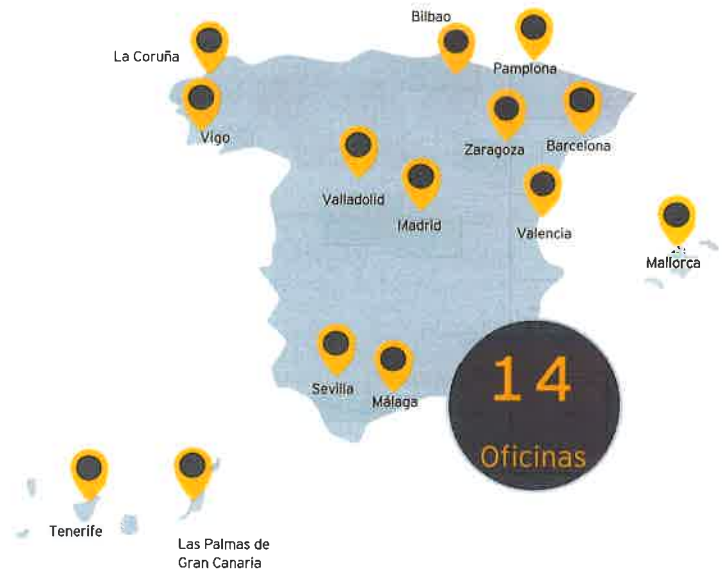 Bilbao
La Coruña
Pamplona
Vigo
Zaragoza
Barcelona
Valladolid
Madrid
Valencia
Mallorca
Sevilla
Málaga
14
Oficinas
Tenerife
Las Palmas de
Gran Canaria